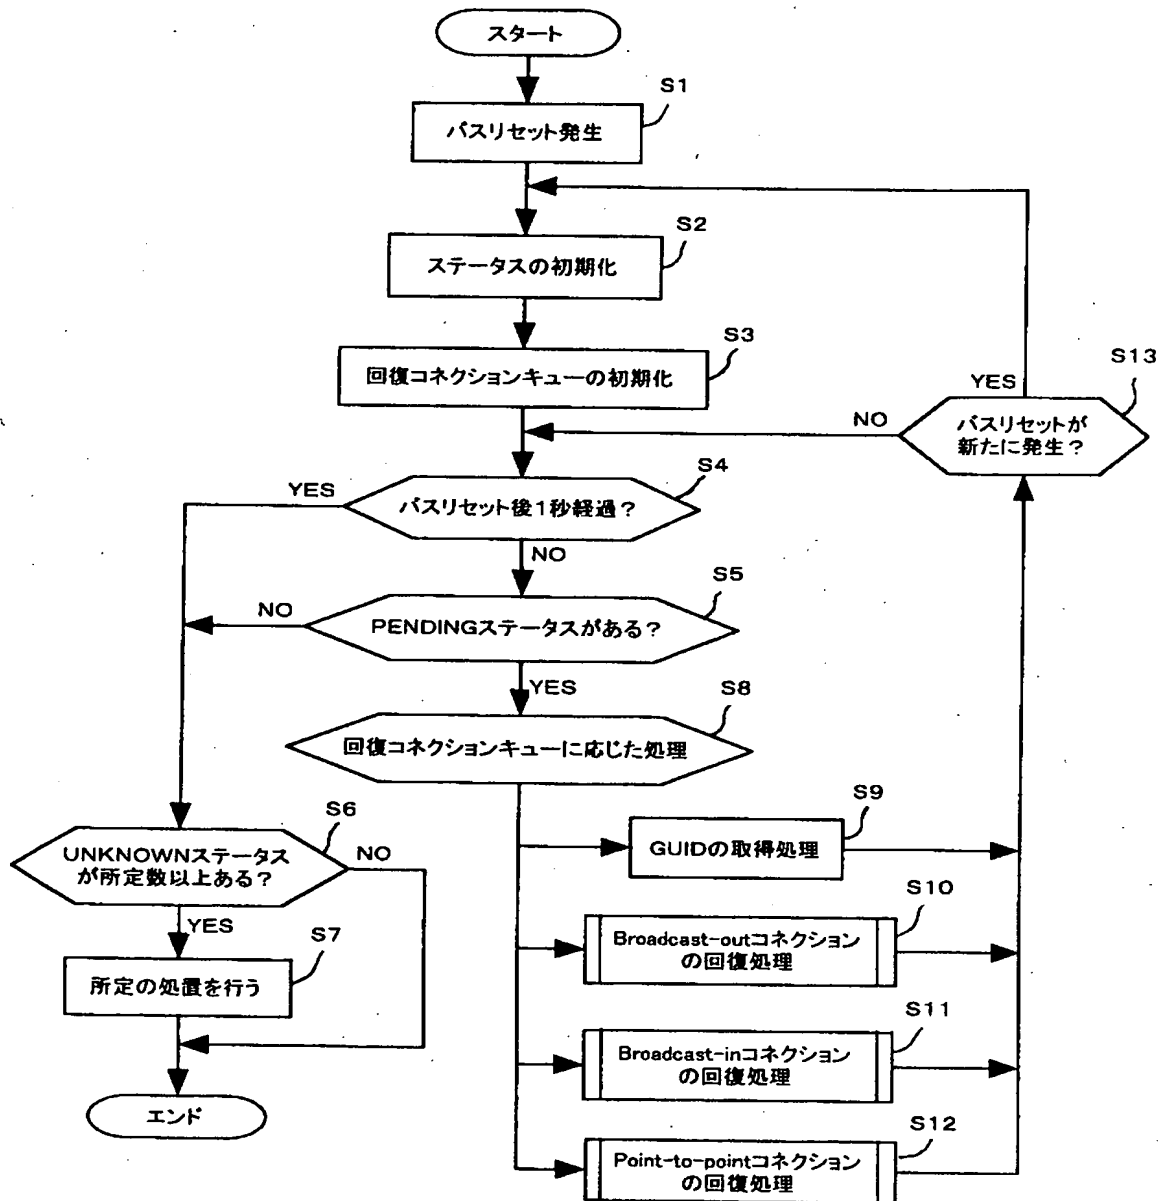 スタート
S1
バスリセット発生
S2
ステータスの初期化
S3
回復コネクションキューの初期化
S13
YES
バスリセットが
新たに発生？
NO
S4
YES
バスリセット後1秒経過？
NO
S5
NO
PENDINGステータスがある？
YES
S8
回復コネクションキューに応じた処理
S9
GUIDの取得処理
S6
UNKNOWNステータス
が所定数以上ある？
NO
YES
S10
Broadcast-outコネクション
の回復処理
S7
所定の処置を行う
S11
Broadcast-inコネクション
の回復処理
エンド
S12
Point-to-pointコネクション
の回復処理